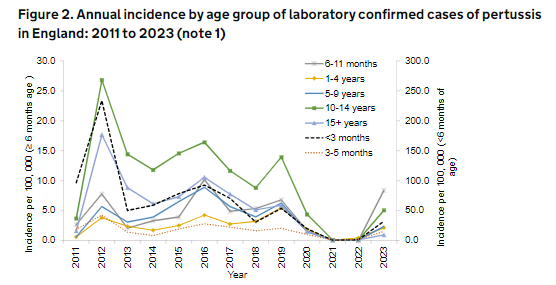 Figure 2. Annual incidence by age group of laboratory confirmed cases of pertussis
in England: 2011 to 2023 (note 1)
Incidence per 100, 000 (≥ 6 months age )
30.0
25.0
20.0
15.0
10.0
5.0
0.0
6-11 months
1-4 years
5-9 years
10-14 years
15+ years
<3 months
3-5 months
300.0
250.0
200.0
150.0
100.0
50.0
0.0
Incidence per 100, 000 (<6 months of
age)
2011
2012
2013
2014
2015
2016
2017
2018
2019
2020
2021
2022
2023
Year